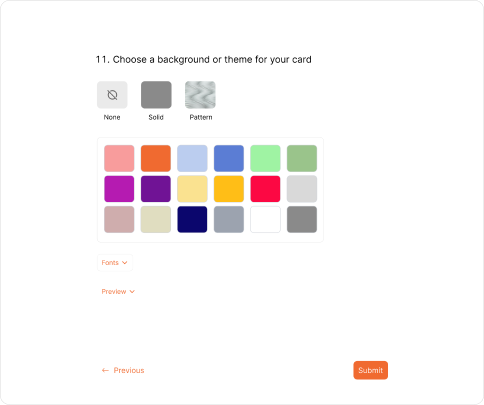 11. Choose a background or theme for your card
None Solid Pattern
Fonts
Preview
← Previous Submit